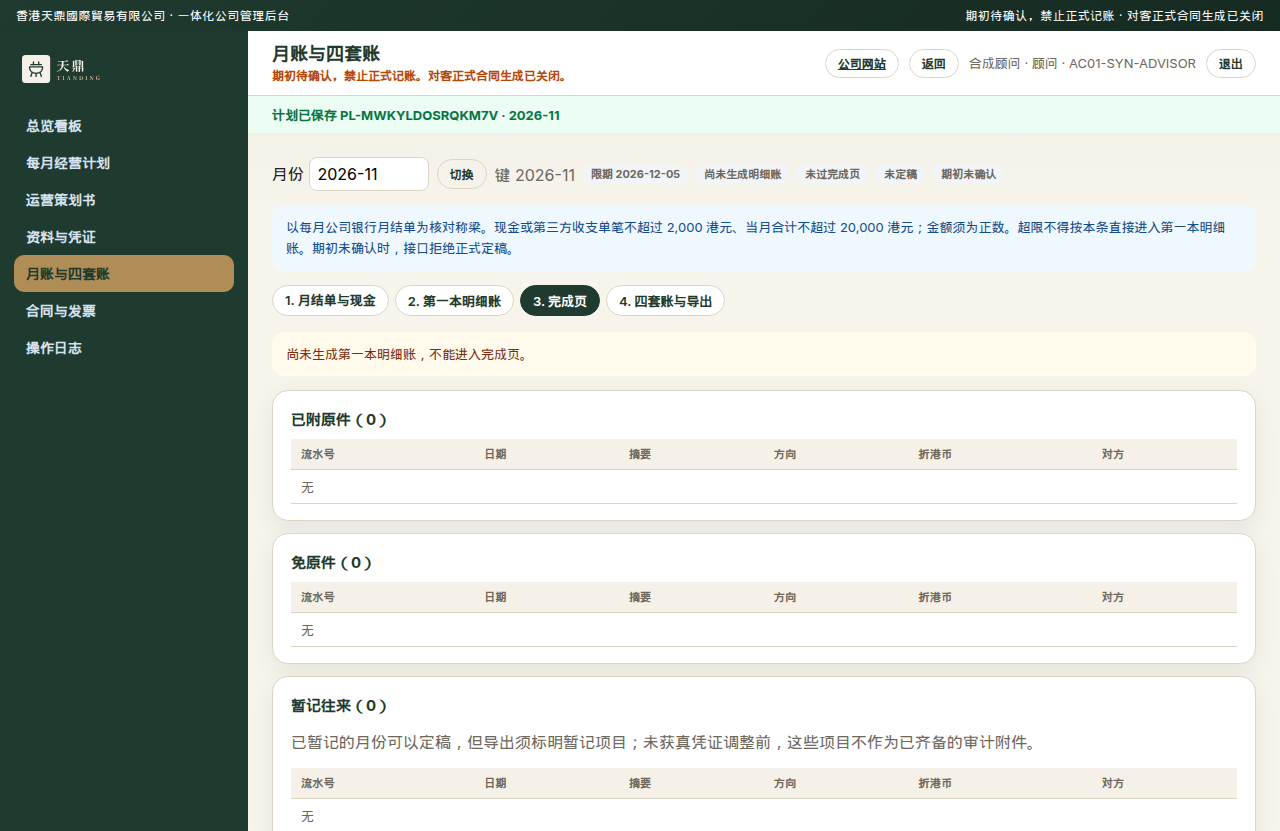 香港天鼎國際貿易有限公司 · 一体化公司管理后台
期初待确认，禁止正式记账 · 对客正式合同生成已关闭
天鼎
TIANDING
总览看板
每月经营计划
运营策划书
资料与凭证
月账与四套账
合同与发票
操作日志
月账与四套账
期初待确认，禁止正式记账。对客正式合同生成已关闭。
公司网站
返回
合成顾问 · 顾问 · AC01-SYN-ADVISOR
退出
计划已保存 PL-MWKYLDOSRQKM7V · 2026-11
月份 2026-11 切换 键 2026-11 限期 2026-12-05 尚未生成明细账 未过完成页 未定稿 期初未确认
以每月公司银行月结单为核对称梁。现金或第三方收支单笔不超过 2,000 港元、当月合计不超过 20,000 港元；金额须为正数。超限不得按本条直接进入第一本明细
账。期初未确认时，接口拒绝正式定稿。
1. 月结单与现金 2. 第一本明细账 3. 完成页 4. 四套账与导出
尚未生成第一本明细账，不能进入完成页。
已附原件（0）
流水号 日期 摘要 方向 折港币 对方
无
免原件（0）
流水号 日期 摘要 方向 折港币 对方
无
暂记往来（0）
已暂记的月份可以定稿，但导出须标明暂记项目；未获真凭证调整前，这些项目不作为已齐备的审计附件。
流水号 日期 摘要 方向 折港币 对方
无